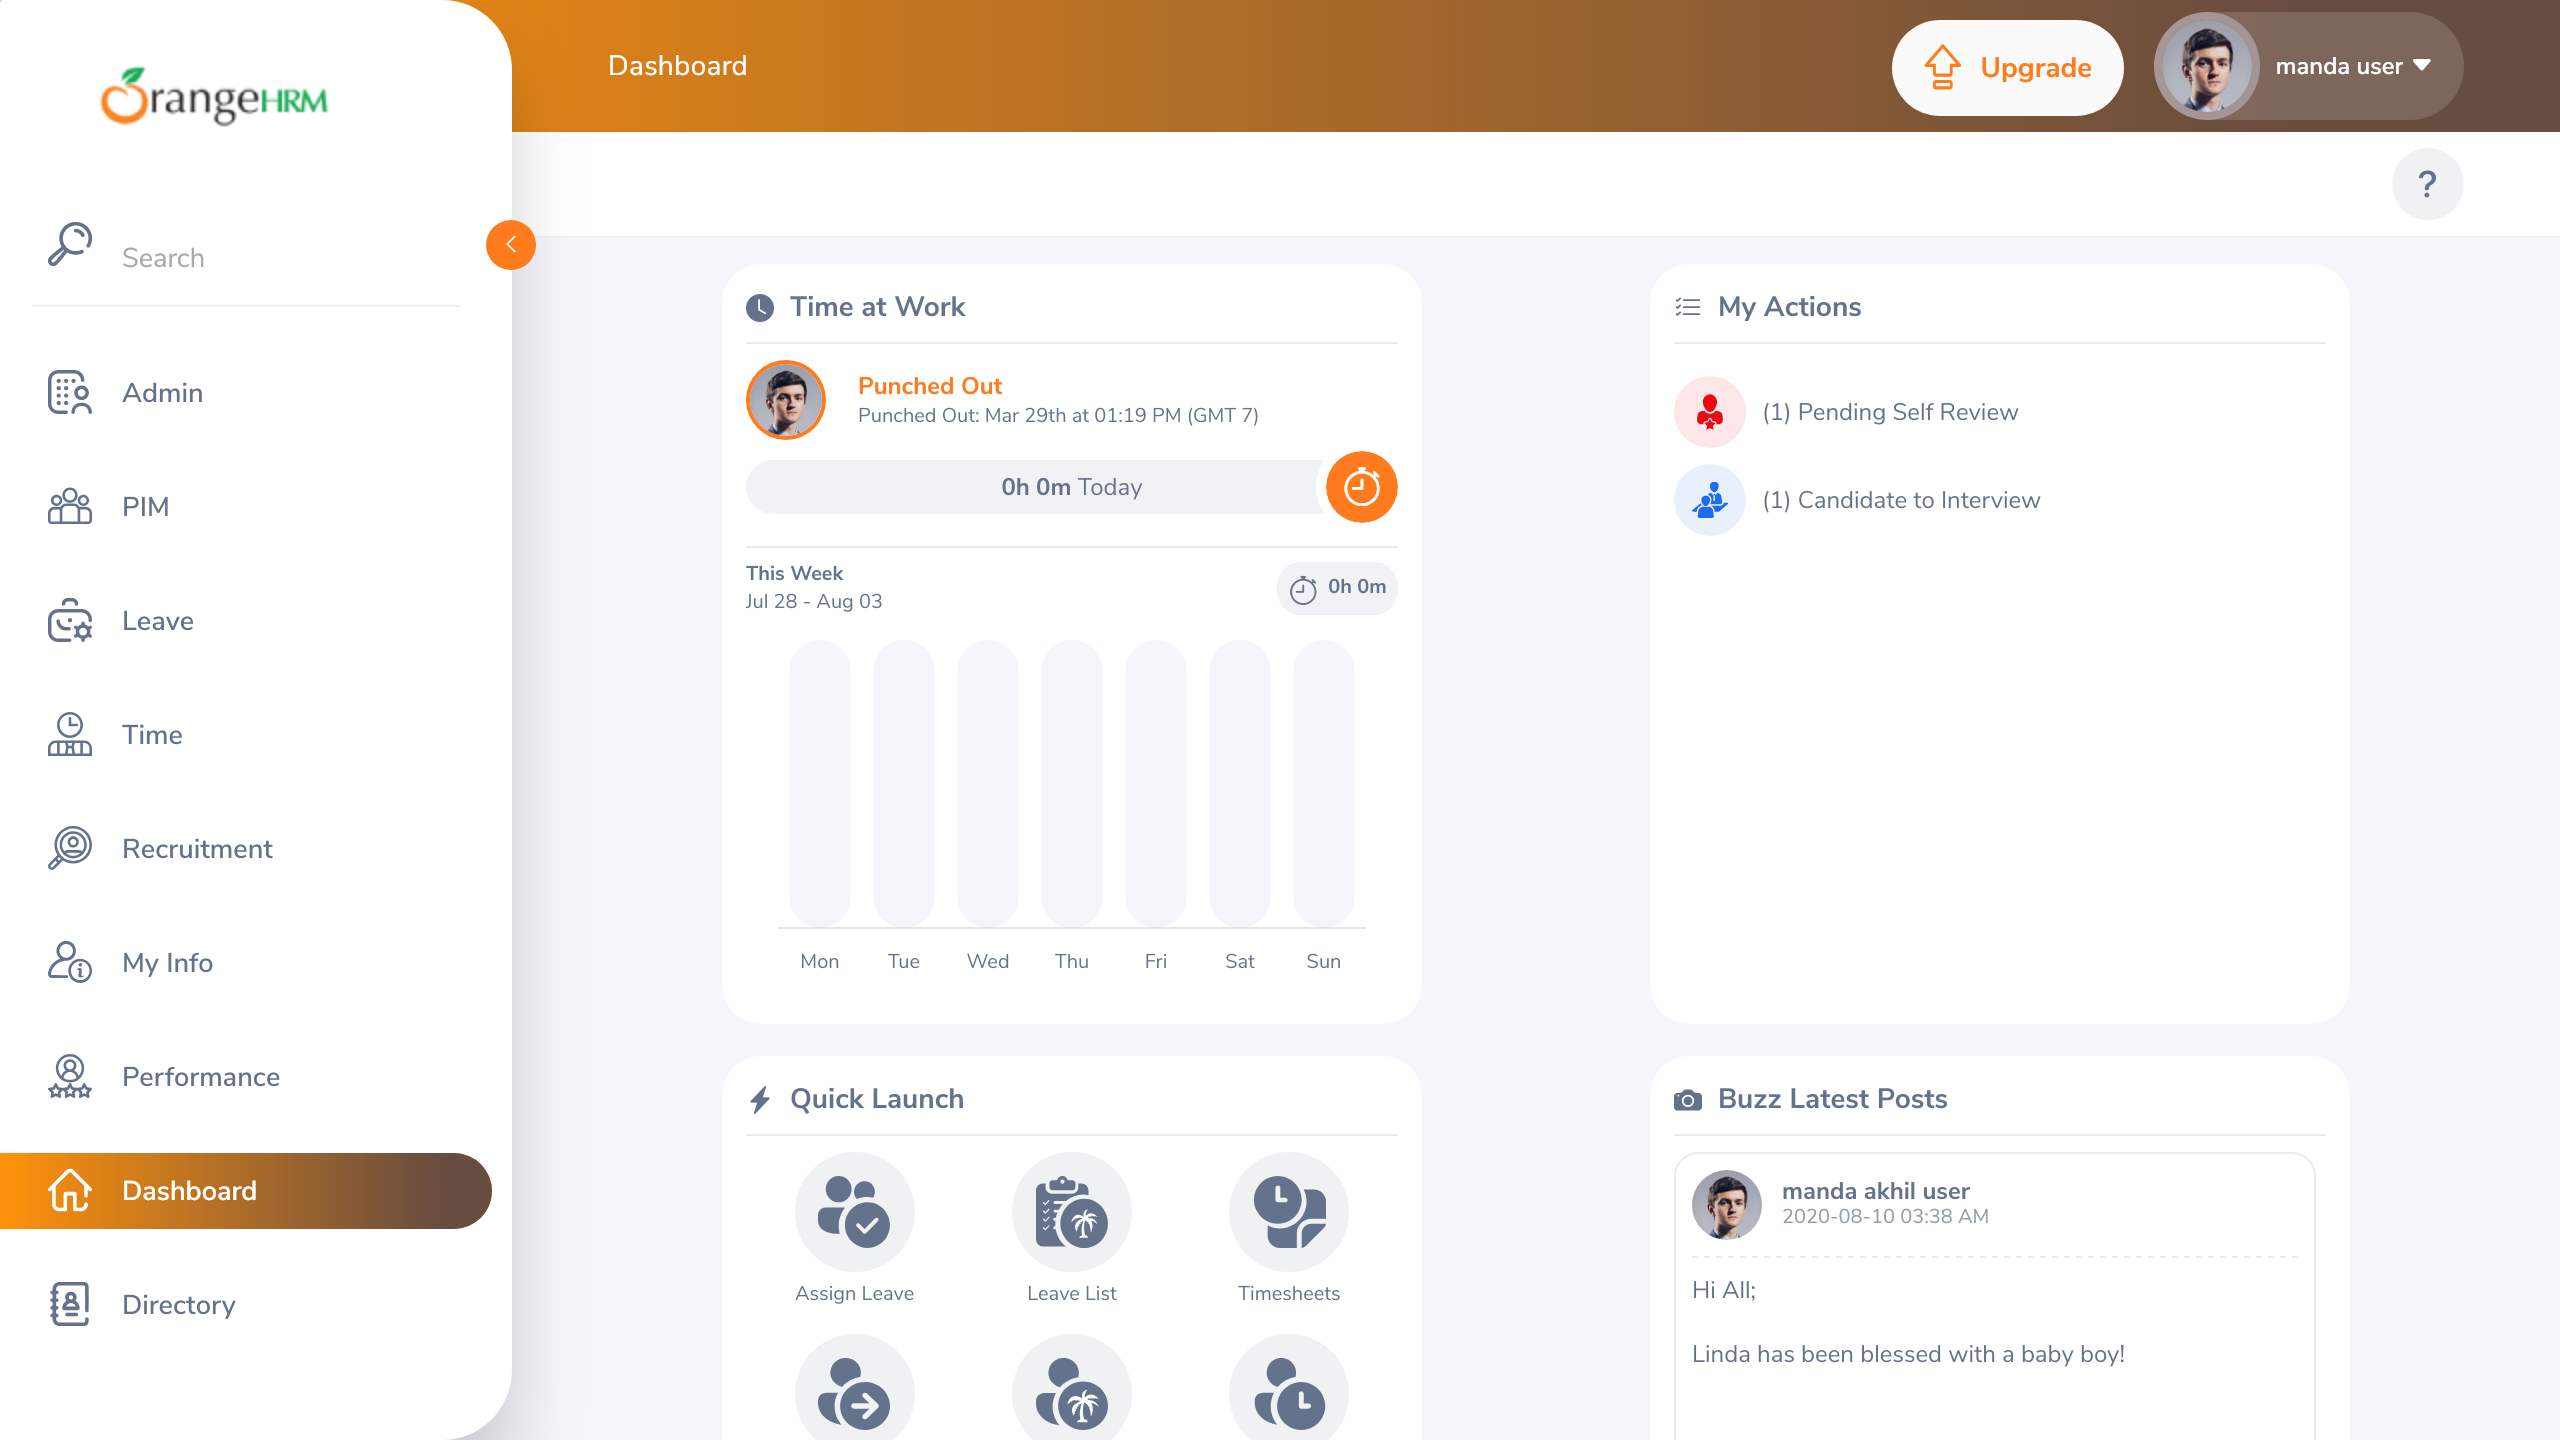 OrangeHRM
Search
Admin
PIM
Leave
Time
Recruitment
My Info
Performance
Dashboard
Directory
Dashboard
Upgrade
manda user
?
Time at Work
Punched Out
Punched Out: Mar 29th at 01:19 PM (GMT 7)
0h 0m Today
This Week
Jul 28 - Aug 03
0h 0m
Mon Tue Wed Thu Fri Sat Sun
My Actions
(1) Pending Self Review
(1) Candidate to Interview
Quick Launch
Assign Leave
Leave List
Timesheets
Buzz Latest Posts
manda akhil user
2020-08-10 03:38 AM
Hi All;
Linda has been blessed with a baby boy!